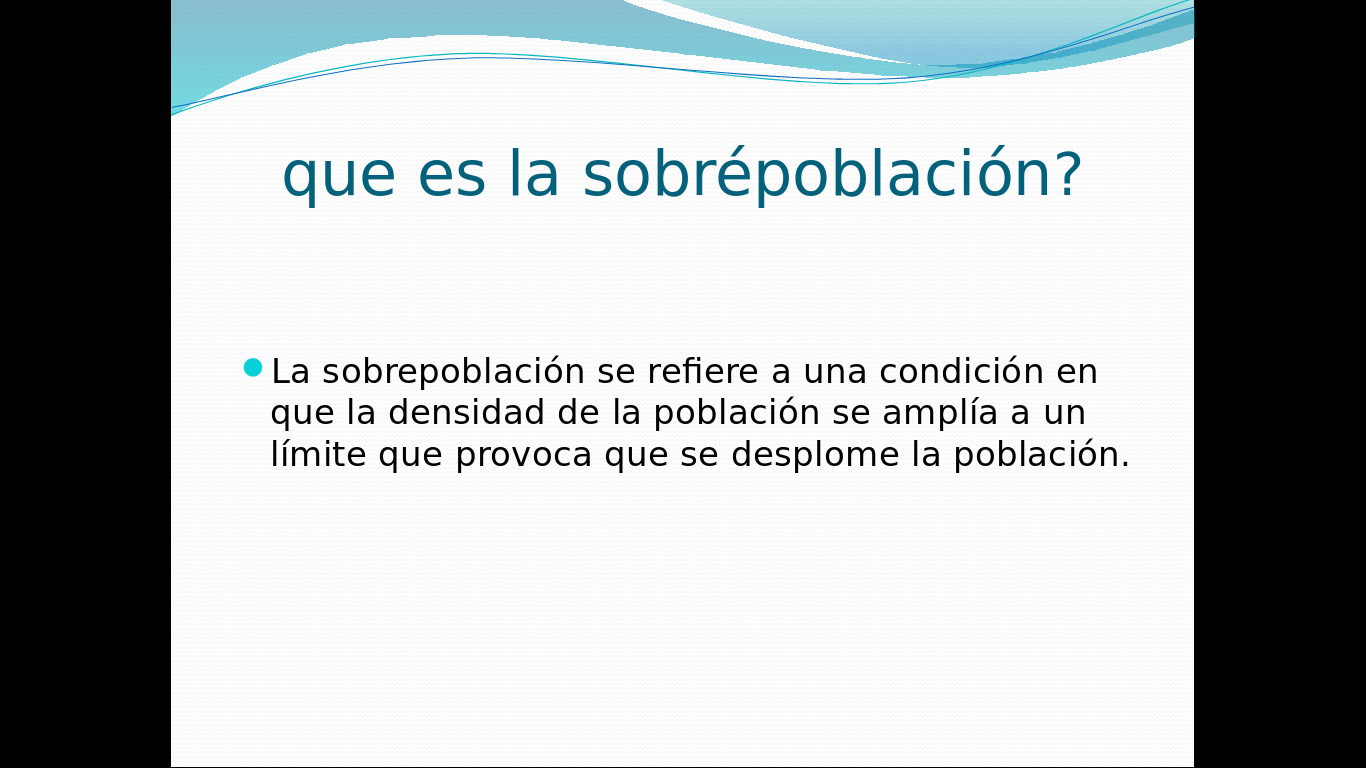 que es la sobrépoblación?
La sobrepoblación se refiere a una condición en
que la densidad de la población se amplía a un
límite que provoca que se desplome la población.